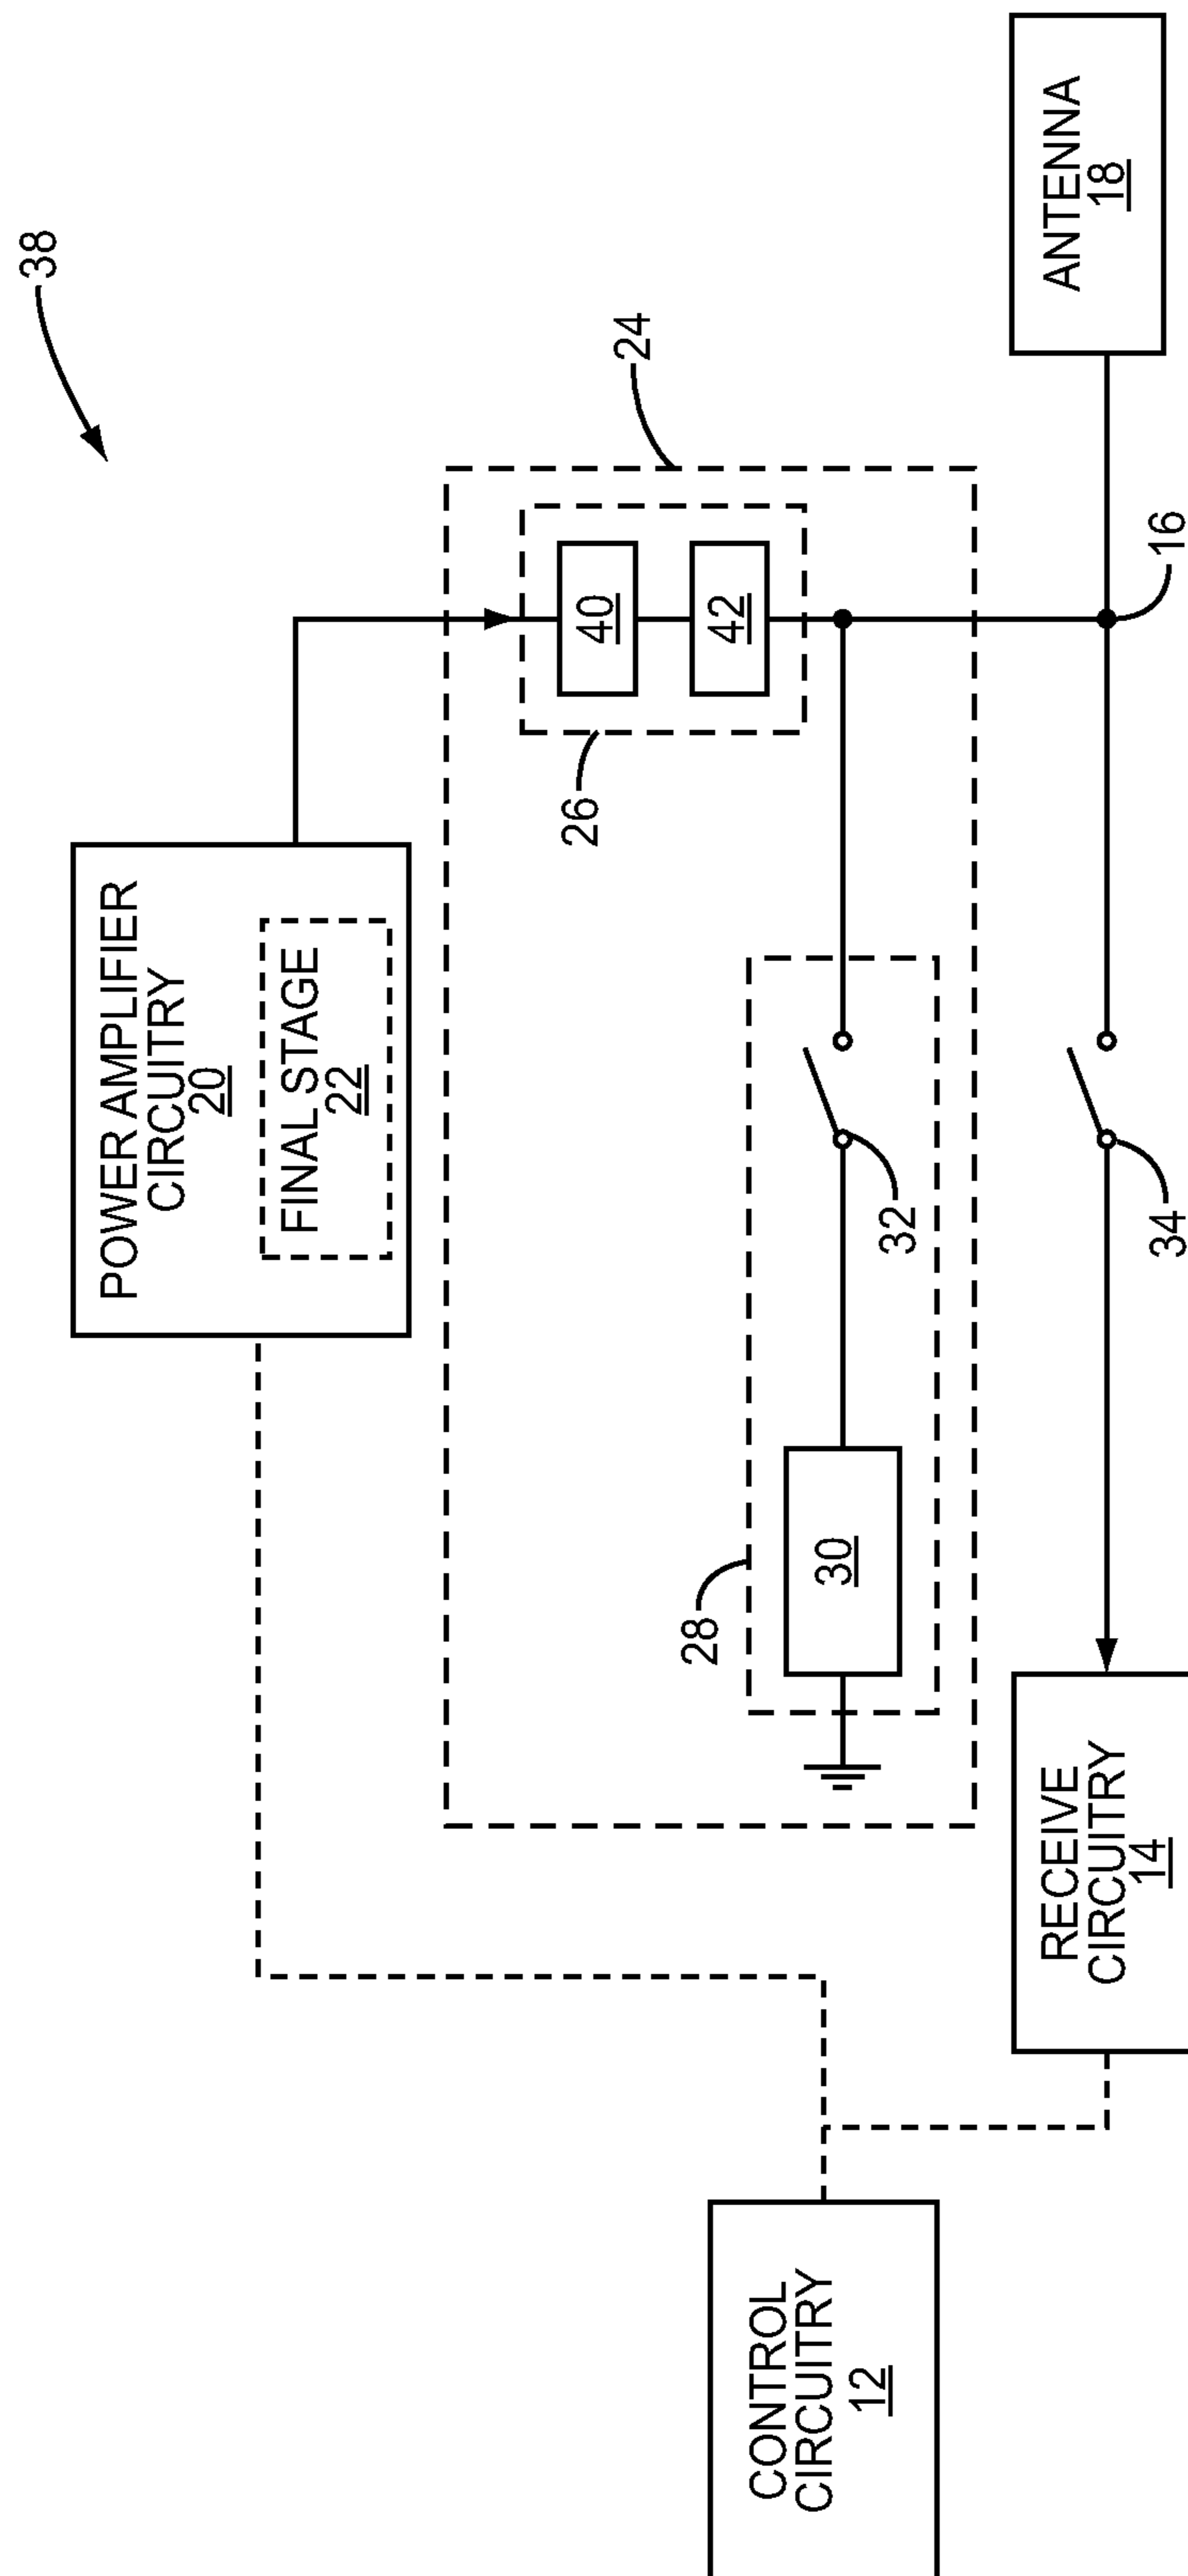 38
POWER AMPLIFIER
CIRCUITRY
20
FINAL STAGE
22
24
26
40
42
28
30
32
CONTROL
CIRCUITRY
12
RECEIVE
CIRCUITRY
14
34
16
ANTENNA
18